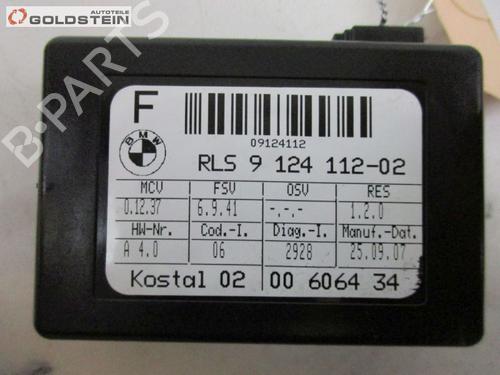 AUTOTEILE
GOLDSTEIN
B-PARTS
F
09124112
BMW
RLS 9 124 112-02
MCV FSV OSV RES
0.12.37 6.9.41 -.-.- 1.2.0
HW-Nr. Cod.-I. Diag.-I. Manuf.-Dat.
A 4.0 06 2928 25.09.07
Kostal 02 00 6064 34